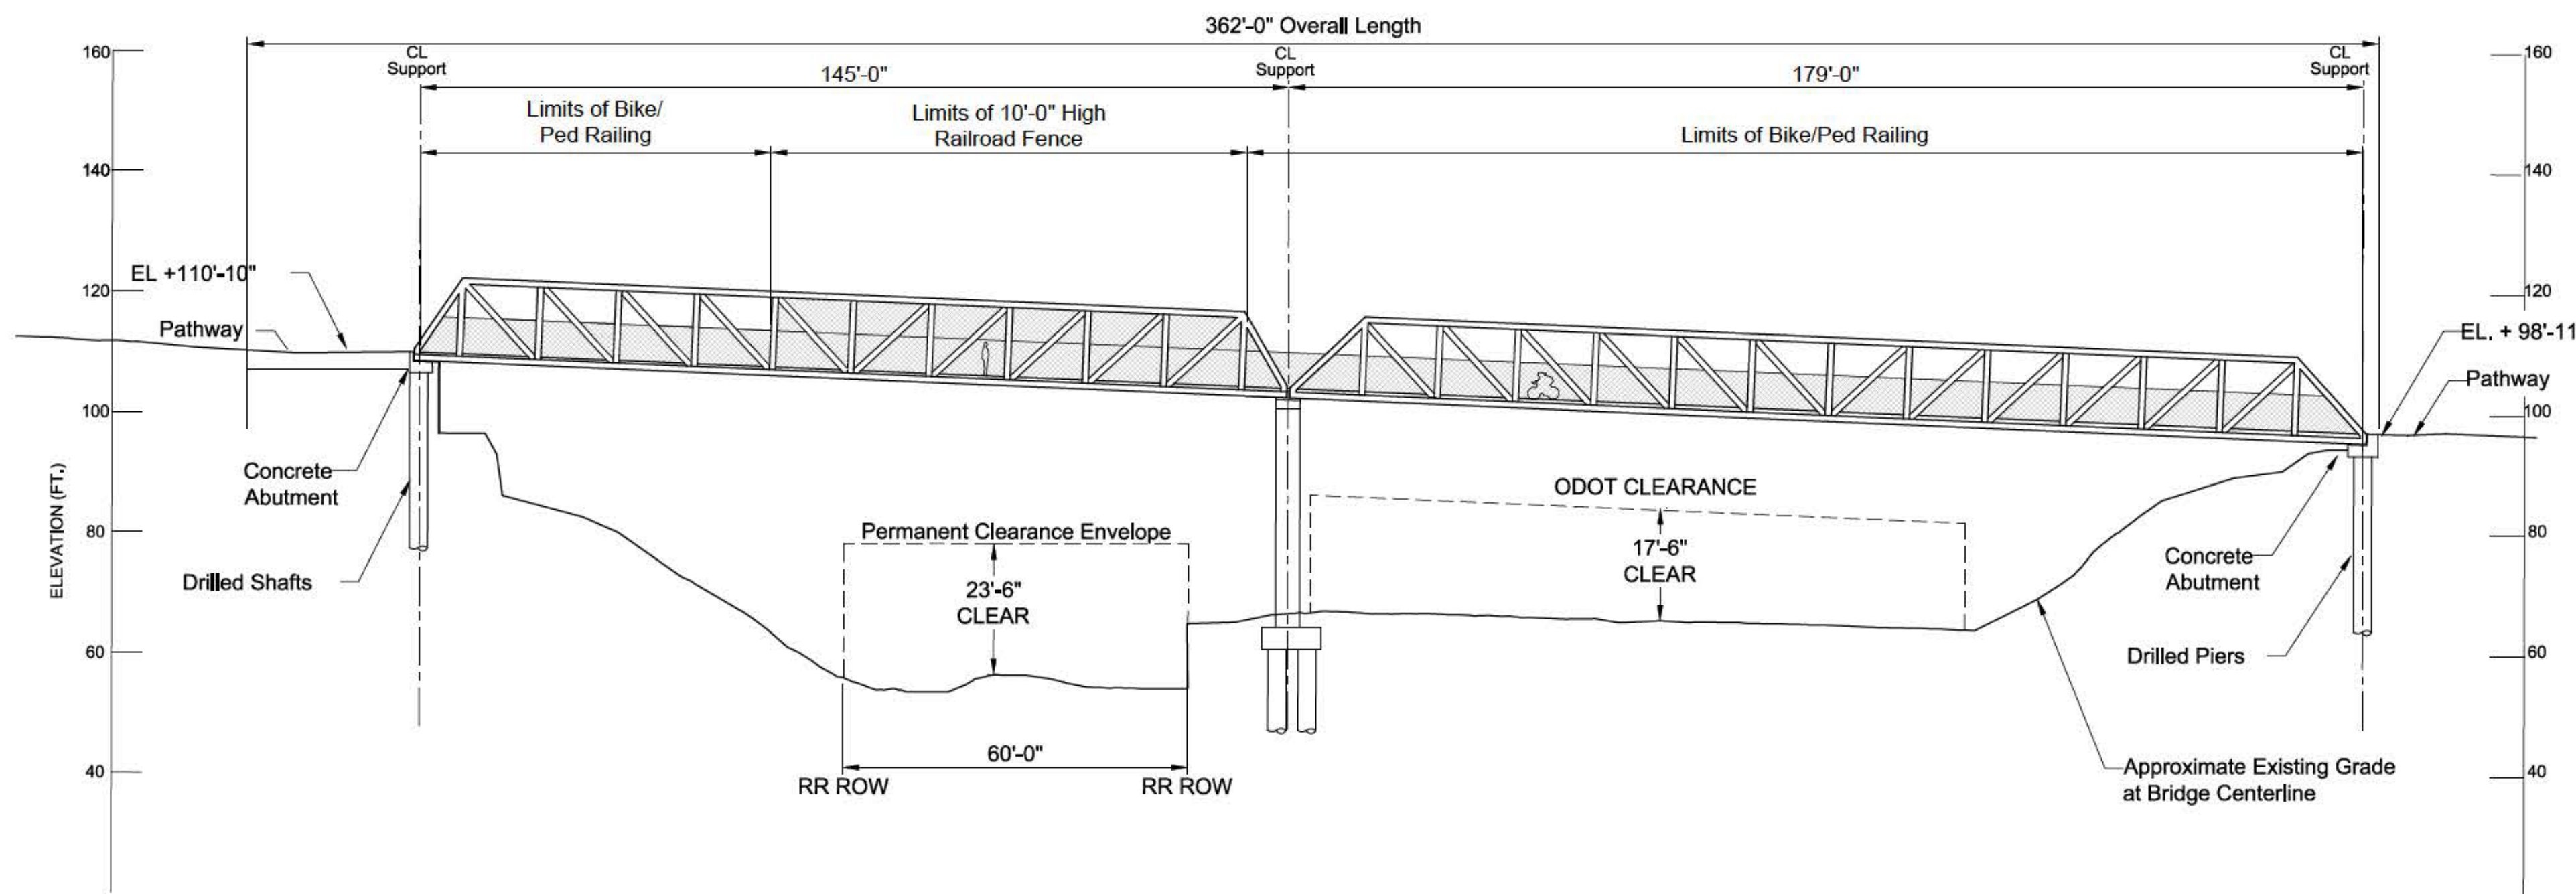 362'-0" Overall Length
160
CL
Support
145'-0"
CL
Support
179'-0"
CL
Support
160
Limits of Bike/
Ped Railing
Limits of 10'-0" High
Railroad Fence
Limits of Bike/Ped Railing
140
140
EL +110'-10"
120
120
Pathway
EL. + 98'-11
Pathway
100
100
Concrete
Abutment
ELEVATION (FT.)
ODOT CLEARANCE
80
Permanent Clearance Envelope
17'-6"
CLEAR
80
Concrete
Abutment
Drilled Shafts
23'-6"
CLEAR
60
Drilled Piers
60
60'-0"
40
RR ROW
RR ROW
Approximate Existing Grade
at Bridge Centerline
40